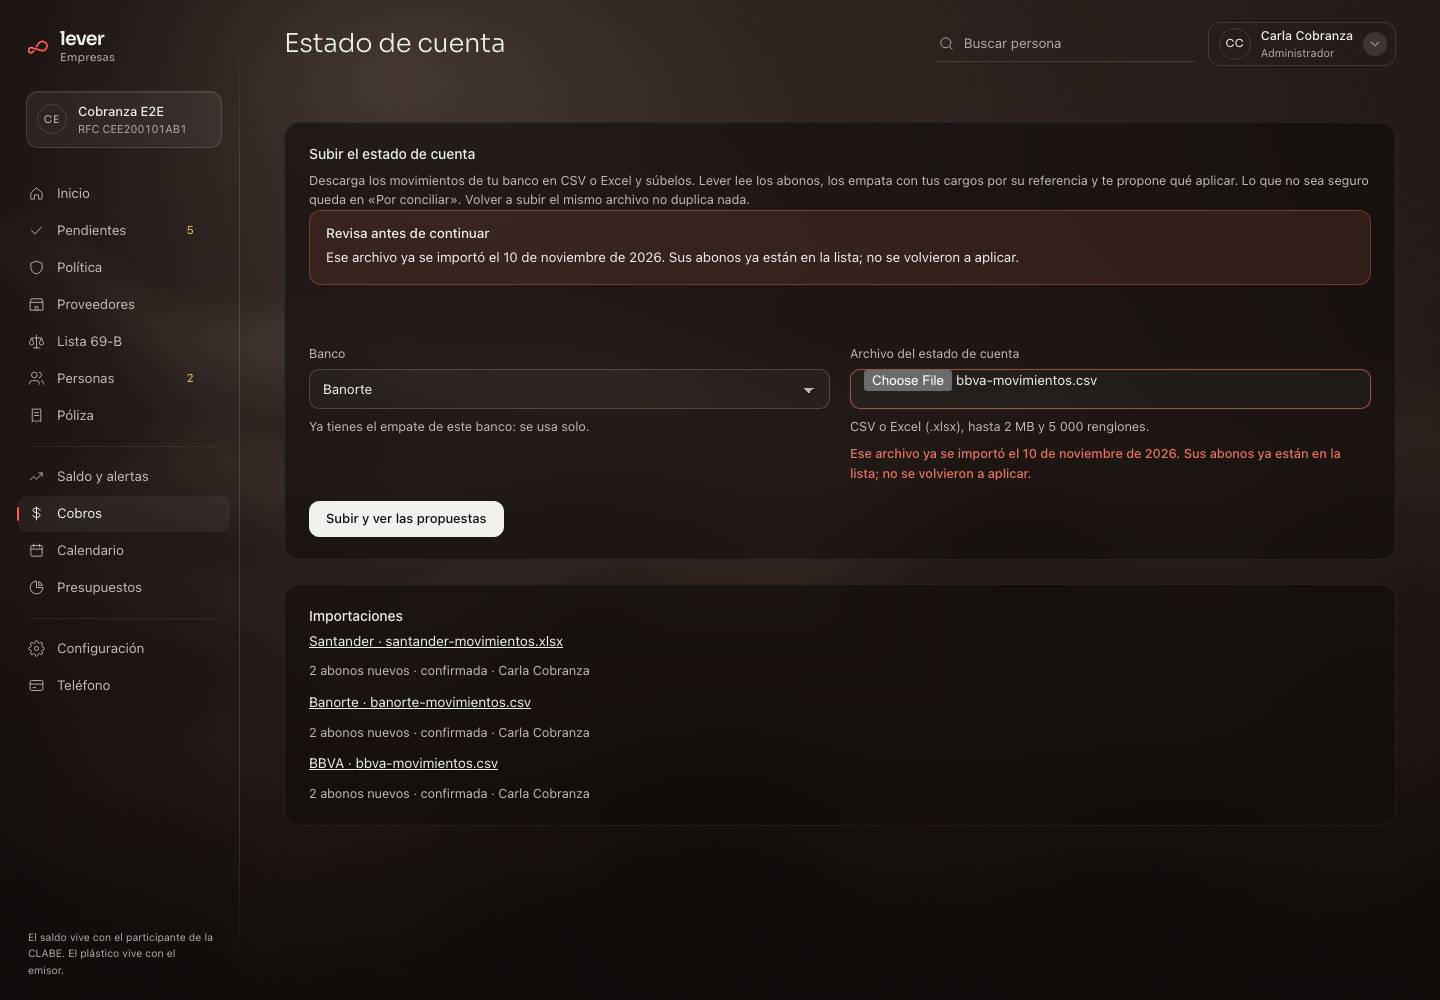 lever
Empresas
Estado de cuenta
Buscar persona
CC
Carla Cobranza
Administrador
CE
Cobranza E2E
RFC CEE200101AB1
Inicio
Pendientes 5
Política
Proveedores
Lista 69-B
Personas 2
Póliza
Saldo y alertas
Cobros
Calendario
Presupuestos
Configuración
Teléfono
El saldo vive con el participante de la
CLABE. El plástico vive con el
emisor.
Subir el estado de cuenta
Descarga los movimientos de tu banco en CSV o Excel y súbelos. Lever lee los abonos, los empata con tus cargos por su referencia y te propone qué aplicar. Lo que no sea seguro
queda en «Por conciliar». Volver a subir el mismo archivo no duplica nada.
Revisa antes de continuar
Ese archivo ya se importó el 10 de noviembre de 2026. Sus abonos ya están en la lista; no se volvieron a aplicar.
Banco
Banorte
Ya tienes el empate de este banco: se usa solo.
Archivo del estado de cuenta
Choose File bbva-movimientos.csv
CSV o Excel (.xlsx), hasta 2 MB y 5 000 renglones.
Ese archivo ya se importó el 10 de noviembre de 2026. Sus abonos ya están en la
lista; no se volvieron a aplicar.
Subir y ver las propuestas
Importaciones
Santander · santander-movimientos.xlsx
2 abonos nuevos · confirmada · Carla Cobranza
Banorte · banorte-movimientos.csv
2 abonos nuevos · confirmada · Carla Cobranza
BBVA · bbva-movimientos.csv
2 abonos nuevos · confirmada · Carla Cobranza